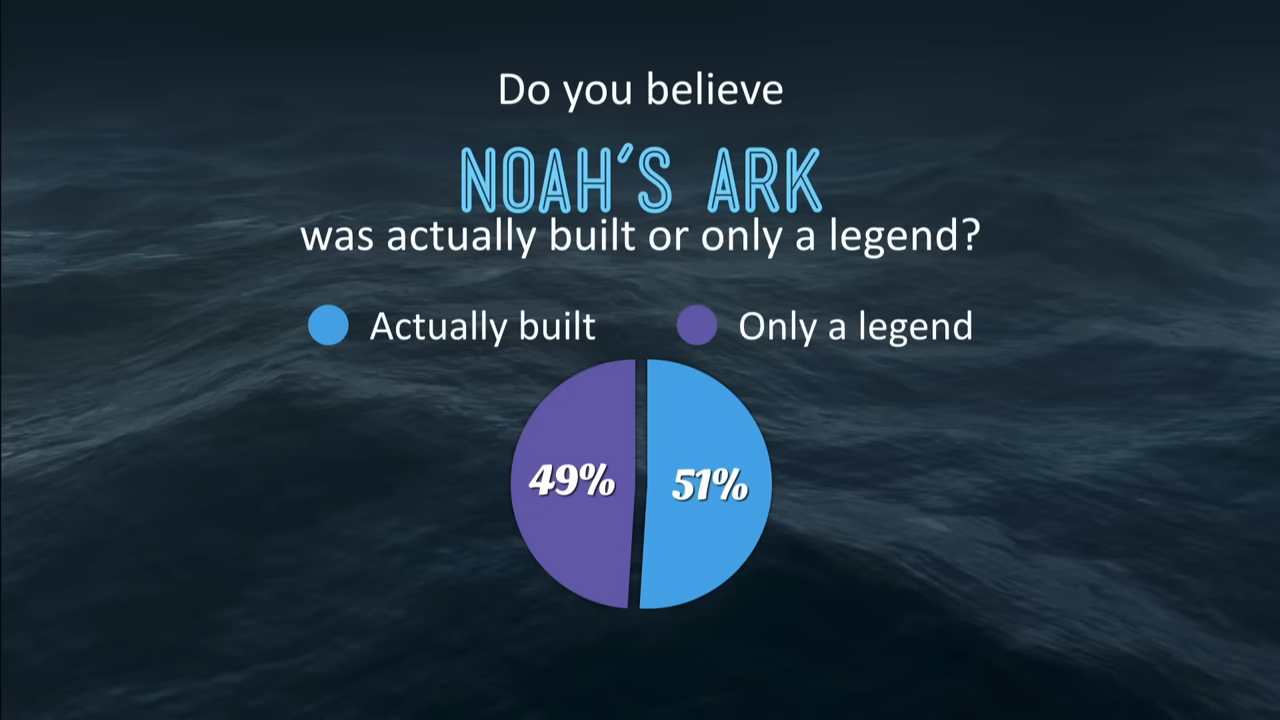 Do you believe
NOAH'S ARK
was actually built or only a legend?
Actually built
Only a legend
49%
51%